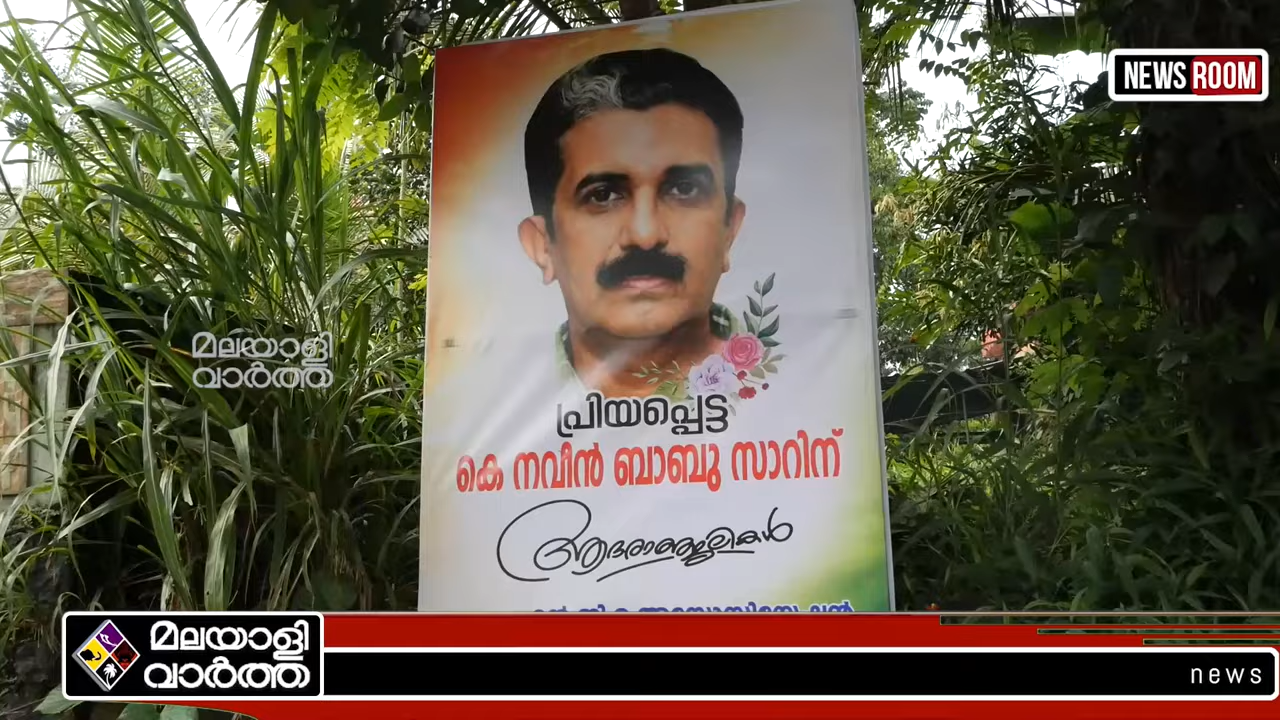 NEWS ROOM
മലയാളി
വാർത്ത
പ്രിയപ്പെട്ട
കെ നവീൻ ബാബു സാറിന്
ആദരാഞ്ജലികൾ
മലയാളി
വാർത്ത
news